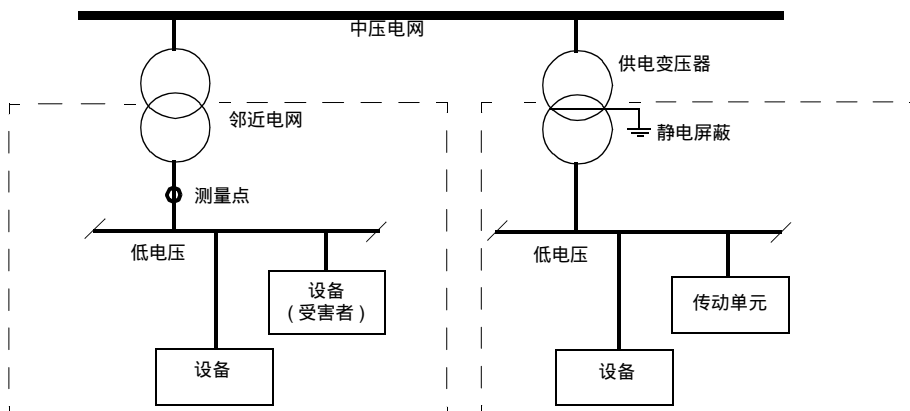 中压电网
供电变压器
邻近电网
静电屏蔽
测量点
低电压
低电压
设备
(受害者)
传动单元
设备
设备